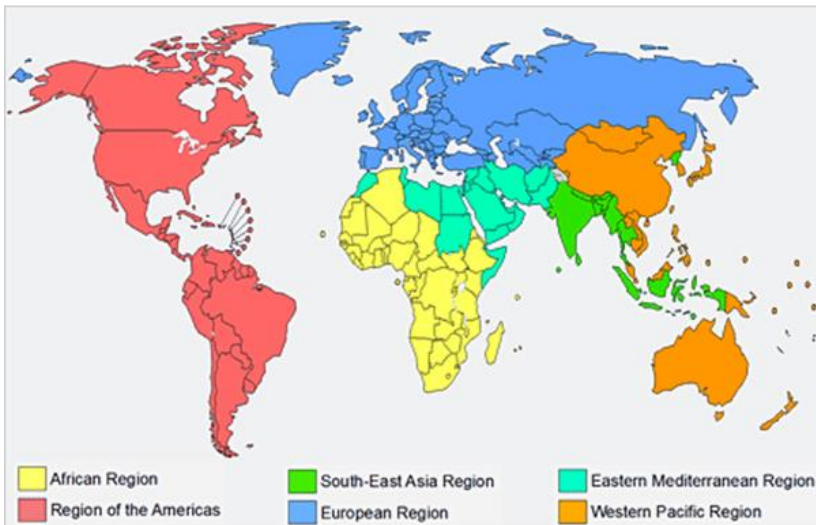 African Region
South-East Asia Region
Eastern Mediterranean Region
Region of the Americas
European Region
Western Pacific Region